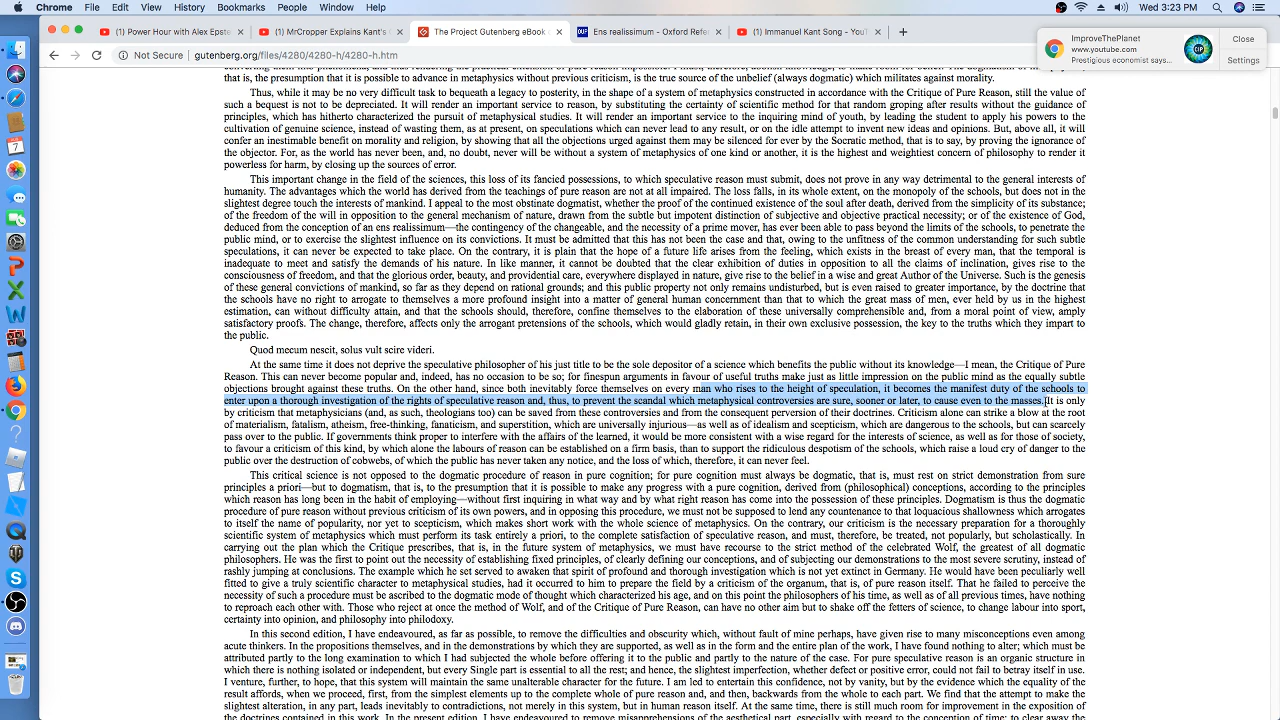 Chrome File Edit View History Bookmarks People Window Help Wed 3:23 PM
(1) Power Hour with Alex Epste
(1) MrCropper Explains Kant's
The Project Gutenberg eBook
Ens realissimum - Oxford Refe
(1) Immanuel Kant Song - YouT
Not Secure gutenberg.org/files/4280/4280-h/4280-h.htm
ImproveThePlanet
www.youtube.com
Prestigious economist says...
Close
Settings
that is, the presumption that it is possible to advance in metaphysics without previous criticism, is the true source of the unbelief (always dogmatic) which militates against morality.
Thus, while it may be no very difficult task to bequeath a legacy to posterity, in the shape of a system of metaphysics constructed in accordance with the Critique of Pure Reason, still the value of
such a bequest is not to be depreciated. It will render an important service to reason, by substituting the certainty of scientific method for that random groping after results without the guidance of
principles, which has hitherto characterized the pursuit of metaphysical studies. It will render an important service to the inquiring mind of youth, by leading the student to apply his powers to the
cultivation of genuine science, instead of wasting them, as at present, on speculations which can never lead to any result, or on the idle attempt to invent new ideas and opinions. But, above all, it will
confer an inestimable benefit on morality and religion, by showing that all the objections urged against them may be silenced for ever by the Socratic method, that is to say, by proving the ignorance of
the objector. For, as the world has never been, and, no doubt, never will be without a system of metaphysics of one kind or another, it is the highest and weightiest concern of philosophy to render it
powerless for harm, by closing up the sources of error.
This important change in the field of the sciences, this loss of its fancied possessions, to which speculative reason must submit, does not prove in any way detrimental to the general interests of
humanity. The advantages which the world has derived from the teachings of pure reason are not at all impaired. The loss falls, in its whole extent, on the monopoly of the schools, but does not in the
slightest degree touch the interests of mankind. I appeal to the most obstinate dogmatist, whether the proof of the continued existence of the soul after death, derived from the simplicity of its substance;
of the freedom of the will in opposition to the general mechanism of nature, drawn from the subtle but impotent distinction of subjective and objective practical necessity; or of the existence of God,
deduced from the conception of an ens realissimum—the contingency of the changeable, and the necessity of a prime mover, has ever been able to pass beyond the limits of the schools, to penetrate the
public mind, or to exercise the slightest influence on its convictions. It must be admitted that this has not been the case and that, owing to the unfitness of the common understanding for such subtle
speculations, it can never be expected to take place. On the contrary, it is plain that the hope of a future life arises from the feeling, which exists in the breast of every man, that the temporal is
inadequate to meet and satisfy the demands of his nature. In like manner, it cannot be doubted that the clear exhibition of duties in opposition to all the claims of inclination, gives rise to the
consciousness of freedom, and that the glorious order, beauty, and providential care, everywhere displayed in nature, give rise to the belief in a wise and great Author of the Universe. Such is the genesis
of these general convictions of mankind, so far as they depend on rational grounds; and this public property not only remains undisturbed, but is even raised to greater importance, by the doctrine that
the schools have no right to arrogate to themselves a more profound insight into a matter of general human concernment than that to which the great mass of men, ever held by us in the highest
estimation, can without difficulty attain, and that the schools should, therefore, confine themselves to the elaboration of these universally comprehensible and, from a moral point of view, amply
satisfactory proofs. The change, therefore, affects only the arrogant pretensions of the schools, which would gladly retain, in their own exclusive possession, the key to the truths which they impart to
the public.
Quod mecum nescit, solus vult scire videri.
At the same time it does not deprive the speculative philosopher of his just title to be the sole depositor of a science which benefits the public without its knowledge—I mean, the Critique of Pure
Reason. This can never become popular and, indeed, has no occasion to be so; for finespun arguments in favour of useful truths make just as little impression on the public mind as the equally subtle
objections brought against these truths. On the other hand, since both inevitably force themselves on every man who rises to the height of speculation, it becomes the manifest duty of the schools to
enter upon a thorough investigation of the rights of speculative reason and, thus, to prevent the scandal which metaphysical controversies are sure, sooner or later, to cause even to the masses. It is only
by criticism that metaphysicians (and, as such, theologians too) can be saved from these controversies and from the consequent perversion of their doctrines. Criticism alone can strike a blow at the root
of materialism, fatalism, atheism, free-thinking, fanaticism, and superstition, which are universally injurious—as well as of idealism and scepticism, which are dangerous to the schools, but can scarcely
pass over to the public. If governments think proper to interfere with the affairs of the learned, it would be more consistent with a wise regard for the interests of science, as well as for those of society,
to favour a criticism of this kind, by which alone the labours of reason can be established on a firm basis, than to support the ridiculous despotism of the schools, which raise a loud cry of danger to the
public over the destruction of cobwebs, of which the public has never taken any notice, and the loss of which, therefore, it can never feel.
This critical science is not opposed to the dogmatic procedure of reason in pure cognition; for pure cognition must always be dogmatic, that is, must rest on strict demonstration from sure
principles a priori—but to dogmatism, that is, to the presumption that it is possible to make any progress with a pure cognition, derived from (philosophical) conceptions, according to the principles
which reason has long been in the habit of employing—without first inquiring in what way and by what right reason has come into the possession of these principles. Dogmatism is thus the dogmatic
procedure of pure reason without previous criticism of its own powers, and in opposing this procedure, we must not be supposed to lend any countenance to that loquacious shallowness which arrogates
to itself the name of popularity, nor yet to scepticism, which makes short work with the whole science of metaphysics. On the contrary, our criticism is the necessary preparation for a thoroughly
scientific system of metaphysics which must perform its task entirely a priori, to the complete satisfaction of speculative reason, and must, therefore, be treated, not popularly, but scholastically. In
carrying out the plan which the Critique prescribes, that is, in the future system of metaphysics, we must have recourse to the strict method of the celebrated Wolf, the greatest of all dogmatic
philosophers. He was the first to point out the necessity of establishing fixed principles, of clearly defining our conceptions, and of subjecting our demonstrations to the most severe scrutiny, instead of
rashly jumping at conclusions. The example which he set served to awaken that spirit of profound and thorough investigation which is not yet extinct in Germany. He would have been peculiarly well
fitted to give a truly scientific character to metaphysical studies, had it occurred to him to prepare the field by a criticism of the organum, that is, of pure reason itself. That he failed to perceive the
necessity of such a procedure must be ascribed to the dogmatic mode of thought which characterized his age, and on this point the philosophers of his time, as well as of all previous times, have nothing
to reproach each other with. Those who reject at once the method of Wolf, and of the Critique of Pure Reason, can have no other aim but to shake off the fetters of science, to change labour into sport,
certainty into opinion, and philosophy into philodoxy.
In this second edition, I have endeavoured, as far as possible, to remove the difficulties and obscurity which, without fault of mine perhaps, have given rise to many misconceptions even among
acute thinkers. In the propositions themselves, and in the demonstrations by which they are supported, as well as in the form and the entire plan of the work, I have found nothing to alter; which must be
attributed partly to the long examination to which I had subjected the whole before offering it to the public and partly to the nature of the case. For pure speculative reason is an organic structure in
which there is nothing isolated or independent, but every Single part is essential to all the rest; and hence, the slightest imperfection, whether defect or positive error, could not fail to betray itself in use.
I venture, further, to hope, that this system will maintain the same unalterable character for the future. I am led to entertain this confidence, not by vanity, but by the evidence which the equality of the
result affords, when we proceed, first, from the simplest elements up to the complete whole of pure reason and, and then, backwards from the whole to each part. We find that the attempt to make the
slightest alteration, in any part, leads inevitably to contradictions, not merely in this system, but in human reason itself. At the same time, there is still much room for improvement in the exposition of
the doctrines contained in this work. In the present edition, I have endeavoured to remove misapprehensions of the aesthetical part, especially with regard to the conception of time; to clear away the